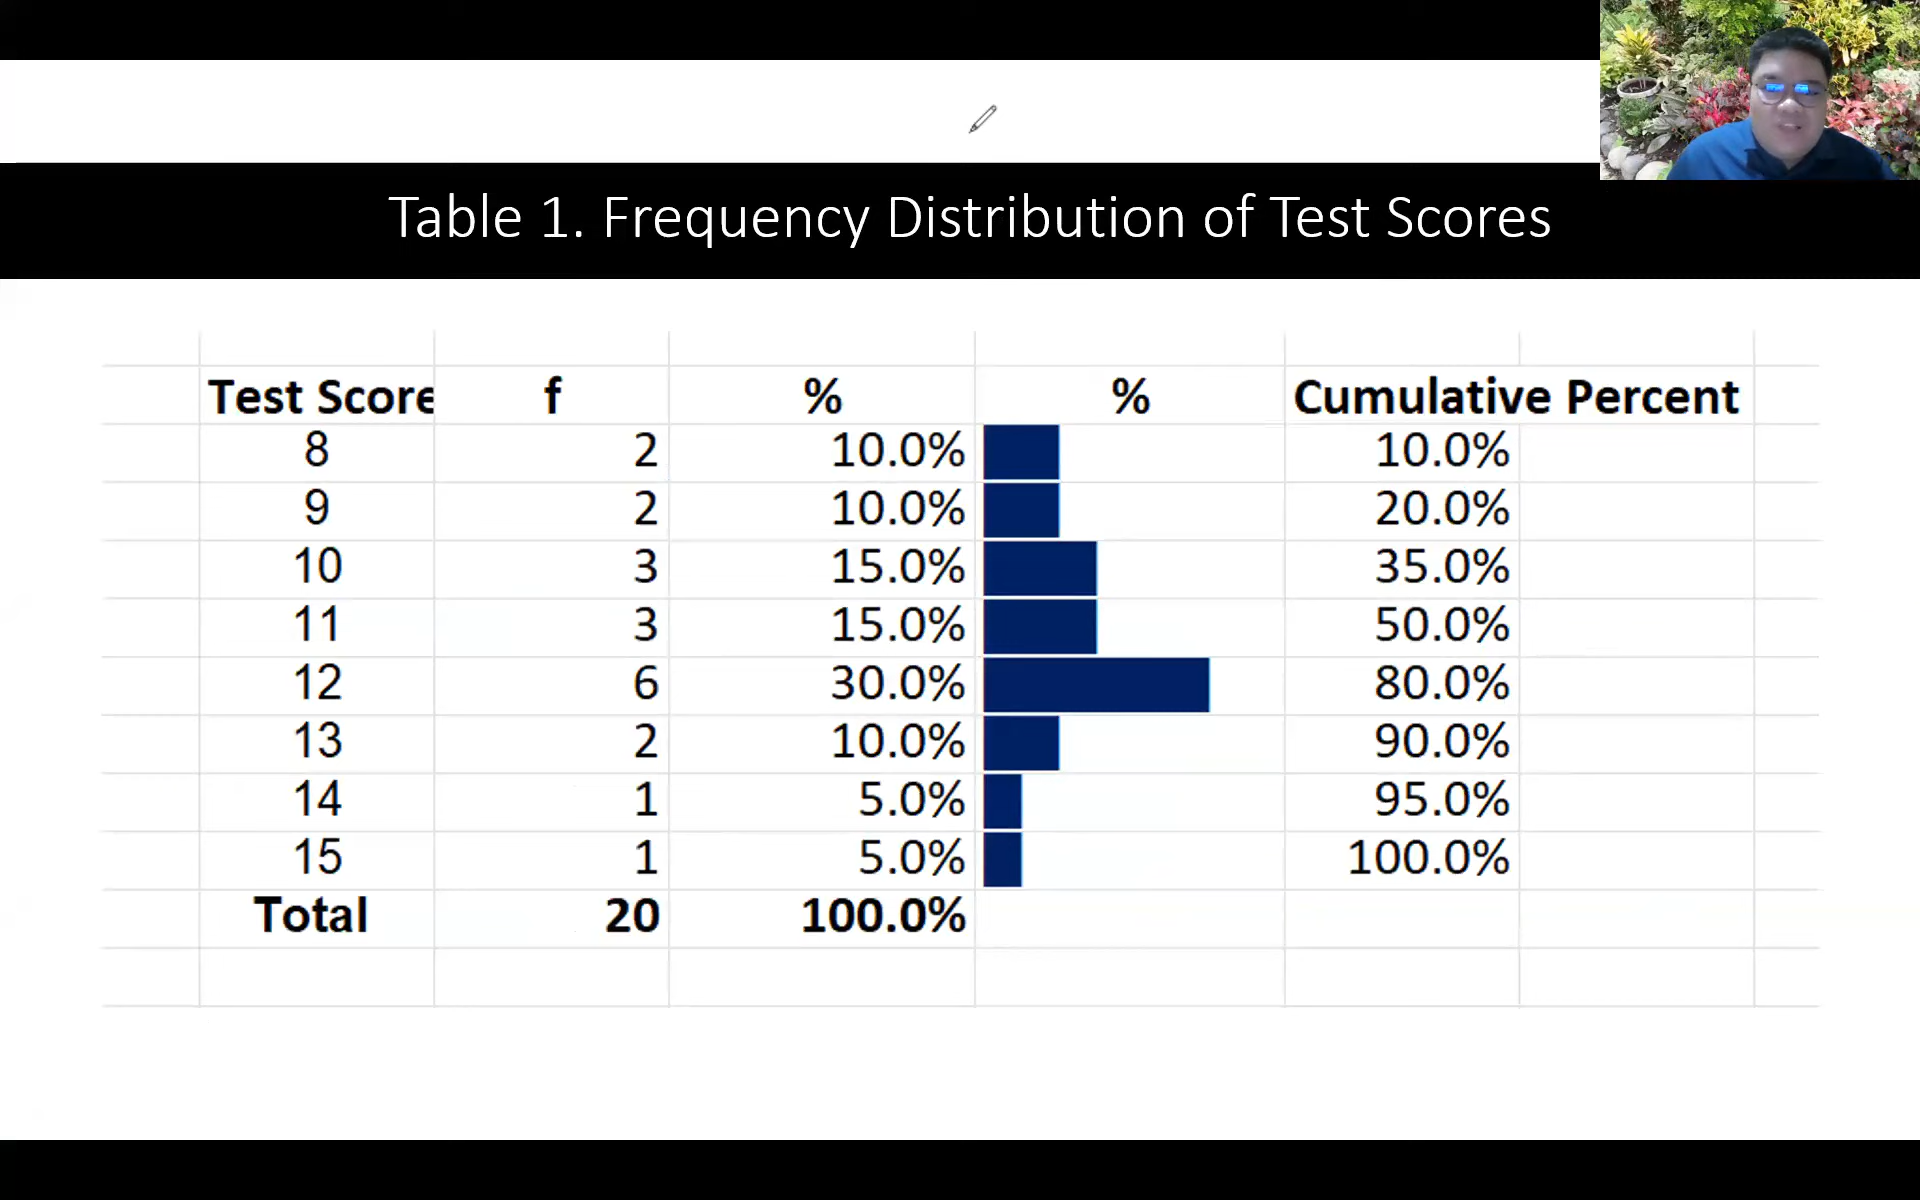 Table 1. Frequency Distribution of Test Scores
Test Score f % % Cumulative Percent
8 2 10.0% 10.0%
9 2 10.0% 20.0%
10 3 15.0% 35.0%
11 3 15.0% 50.0%
12 6 30.0% 80.0%
13 2 10.0% 90.0%
14 1 5.0% 95.0%
15 1 5.0% 100.0%
Total 20 100.0%